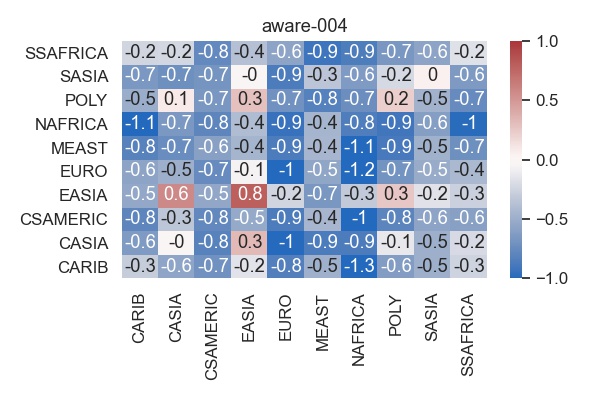 aware-004
SSAFRICA -0.2 -0.2 -0.8 -0.4 -0.6 -0.9 -0.9 -0.7 -0.6 -0.2
SASIA -0.7 -0.7 -0.7 -0 -0.9 -0.3 -0.6 -0.2 0 -0.6
POLY -0.5 0.1 -0.7 0.3 -0.7 -0.8 -0.7 0.2 -0.5 -0.7
NAFRICA -1.1 -0.7 -0.8 -0.4 -0.9 -0.4 -0.8 -0.9 -0.6 -1
MEAST -0.8 -0.7 -0.6 -0.4 -0.9 -0.4 -1.1 -0.9 -0.5 -0.7
EURO -0.6 -0.5 -0.7 -0.1 -1 -0.5 -1.2 -0.7 -0.5 -0.4
EASIA -0.5 0.6 -0.5 0.8 -0.2 -0.7 -0.3 0.3 -0.2 -0.3
CSAMERIC -0.8 -0.3 -0.8 -0.5 -0.9 -0.4 -1 -0.8 -0.6 -0.6
CASIA -0.6 -0 -0.8 0.3 -1 -0.9 -0.9 -0.1 -0.5 -0.2
CARIB -0.3 -0.6 -0.7 -0.2 -0.8 -0.5 -1.3 -0.6 -0.5 -0.3
CARIB CASIA CSAMERIC EASIA EURO MEAST NAFRICA POLY SASIA SSAFRICA
1.0
0.5
0.0
−0.5
−1.0